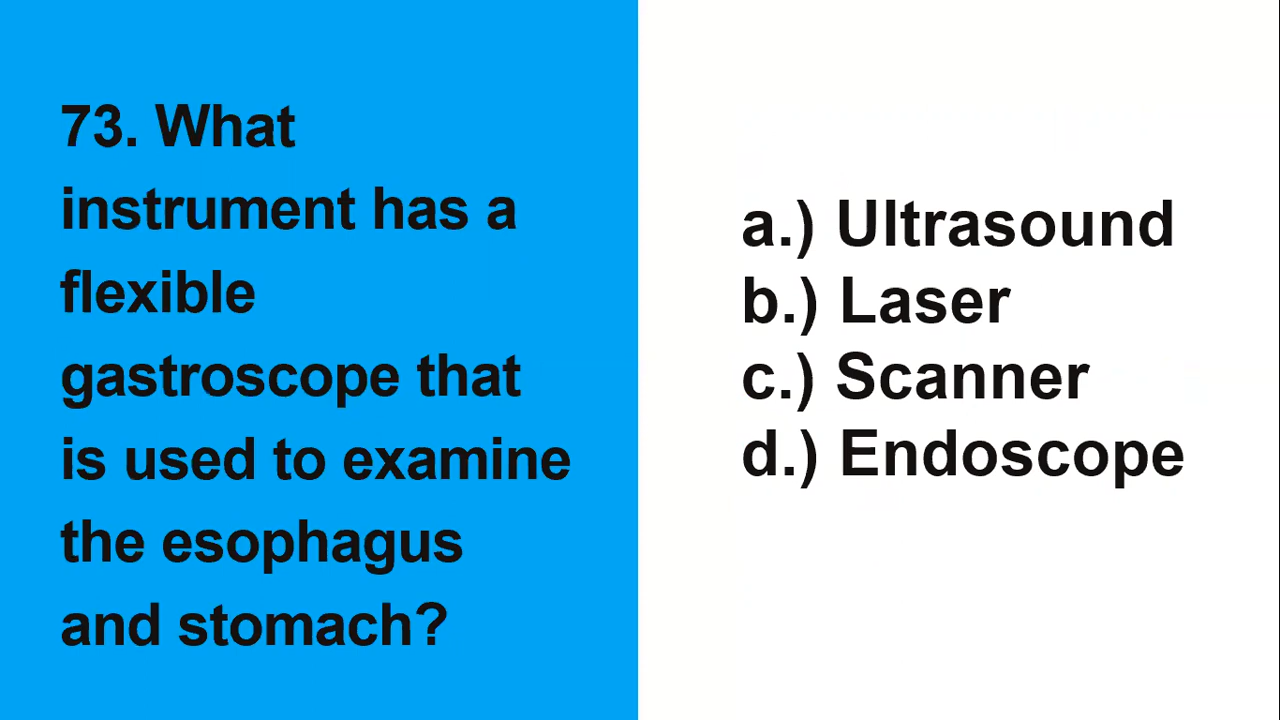 73. What
instrument has a
flexible
gastroscope that
is used to examine
the esophagus
and stomach?
a.) Ultrasound
b.) Laser
c.) Scanner
d.) Endoscope